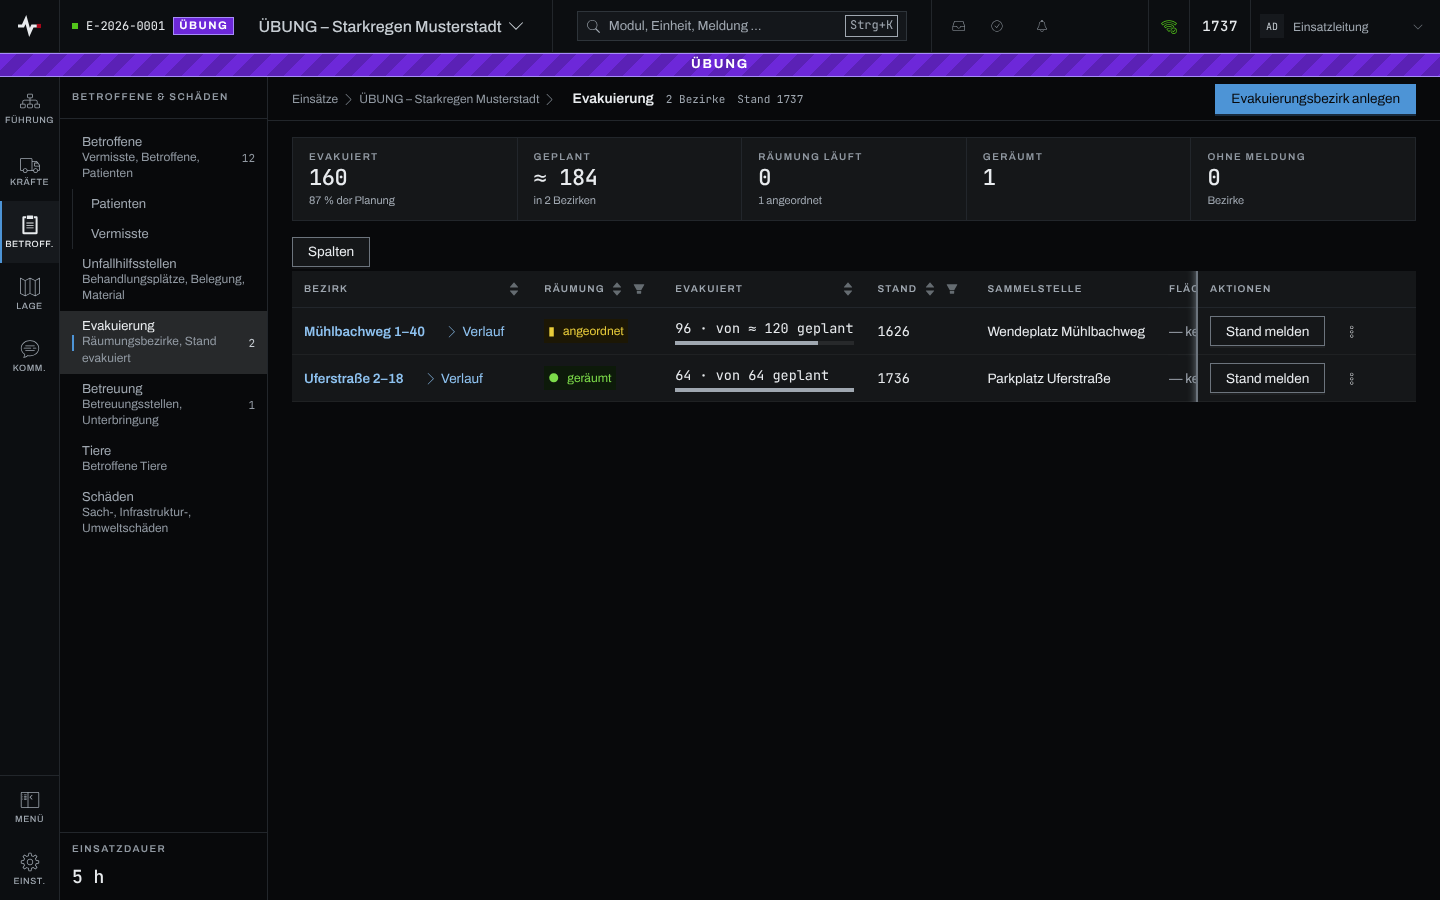 E-2026-0001 ÜBUNG ÜBUNG – Starkregen Musterstadt Modul, Einheit, Meldung ... Strg+K 1737 AD Einsatzleitung
ÜBUNG
FÜHRUNG
KRÄFTE
BETROFF.
LAGE
KOMM.
MENÜ
EINST.
BETROFFENE & SCHÄDEN
Betroffene
Vermisste, Betroffene, Patienten 12
Patienten
Vermisste
Unfallhilfsstellen
Behandlungsplätze, Belegung,
Material
Evakuierung
Räumungsbezirke, Stand
evakuiert 2
Betreuung
Betreuungsstellen,
Unterbringung 1
Tiere
Betroffene Tiere
Schäden
Sach-, Infrastruktur-,
Umweltschäden
EINSATZDAUER
5 h
Einsätze ÜBUNG – Starkregen Musterstadt Evakuierung 2 Bezirke Stand 1737 Evakuierungsbezirk anlegen
EVAKUIERT
160
87 % der Planung
GEPLANT
≈ 184
in 2 Bezirken
RÄUMUNG LÄUFT
0
1 angeordnet
GERÄUMT
1
OHNE MELDUNG
0
Bezirke
Spalten
BEZIRK RÄUMUNG EVAKUIERT STAND SAMMELSTELLE FLÄC AKTIONEN
Mühlbachweg 1–40 Verlauf angeordnet 96 · von ≈ 120 geplant 1626 Wendeplatz Mühlbachweg — ke Stand melden
Uferstraße 2–18 Verlauf geräumt 64 · von 64 geplant 1736 Parkplatz Uferstraße — ke Stand melden